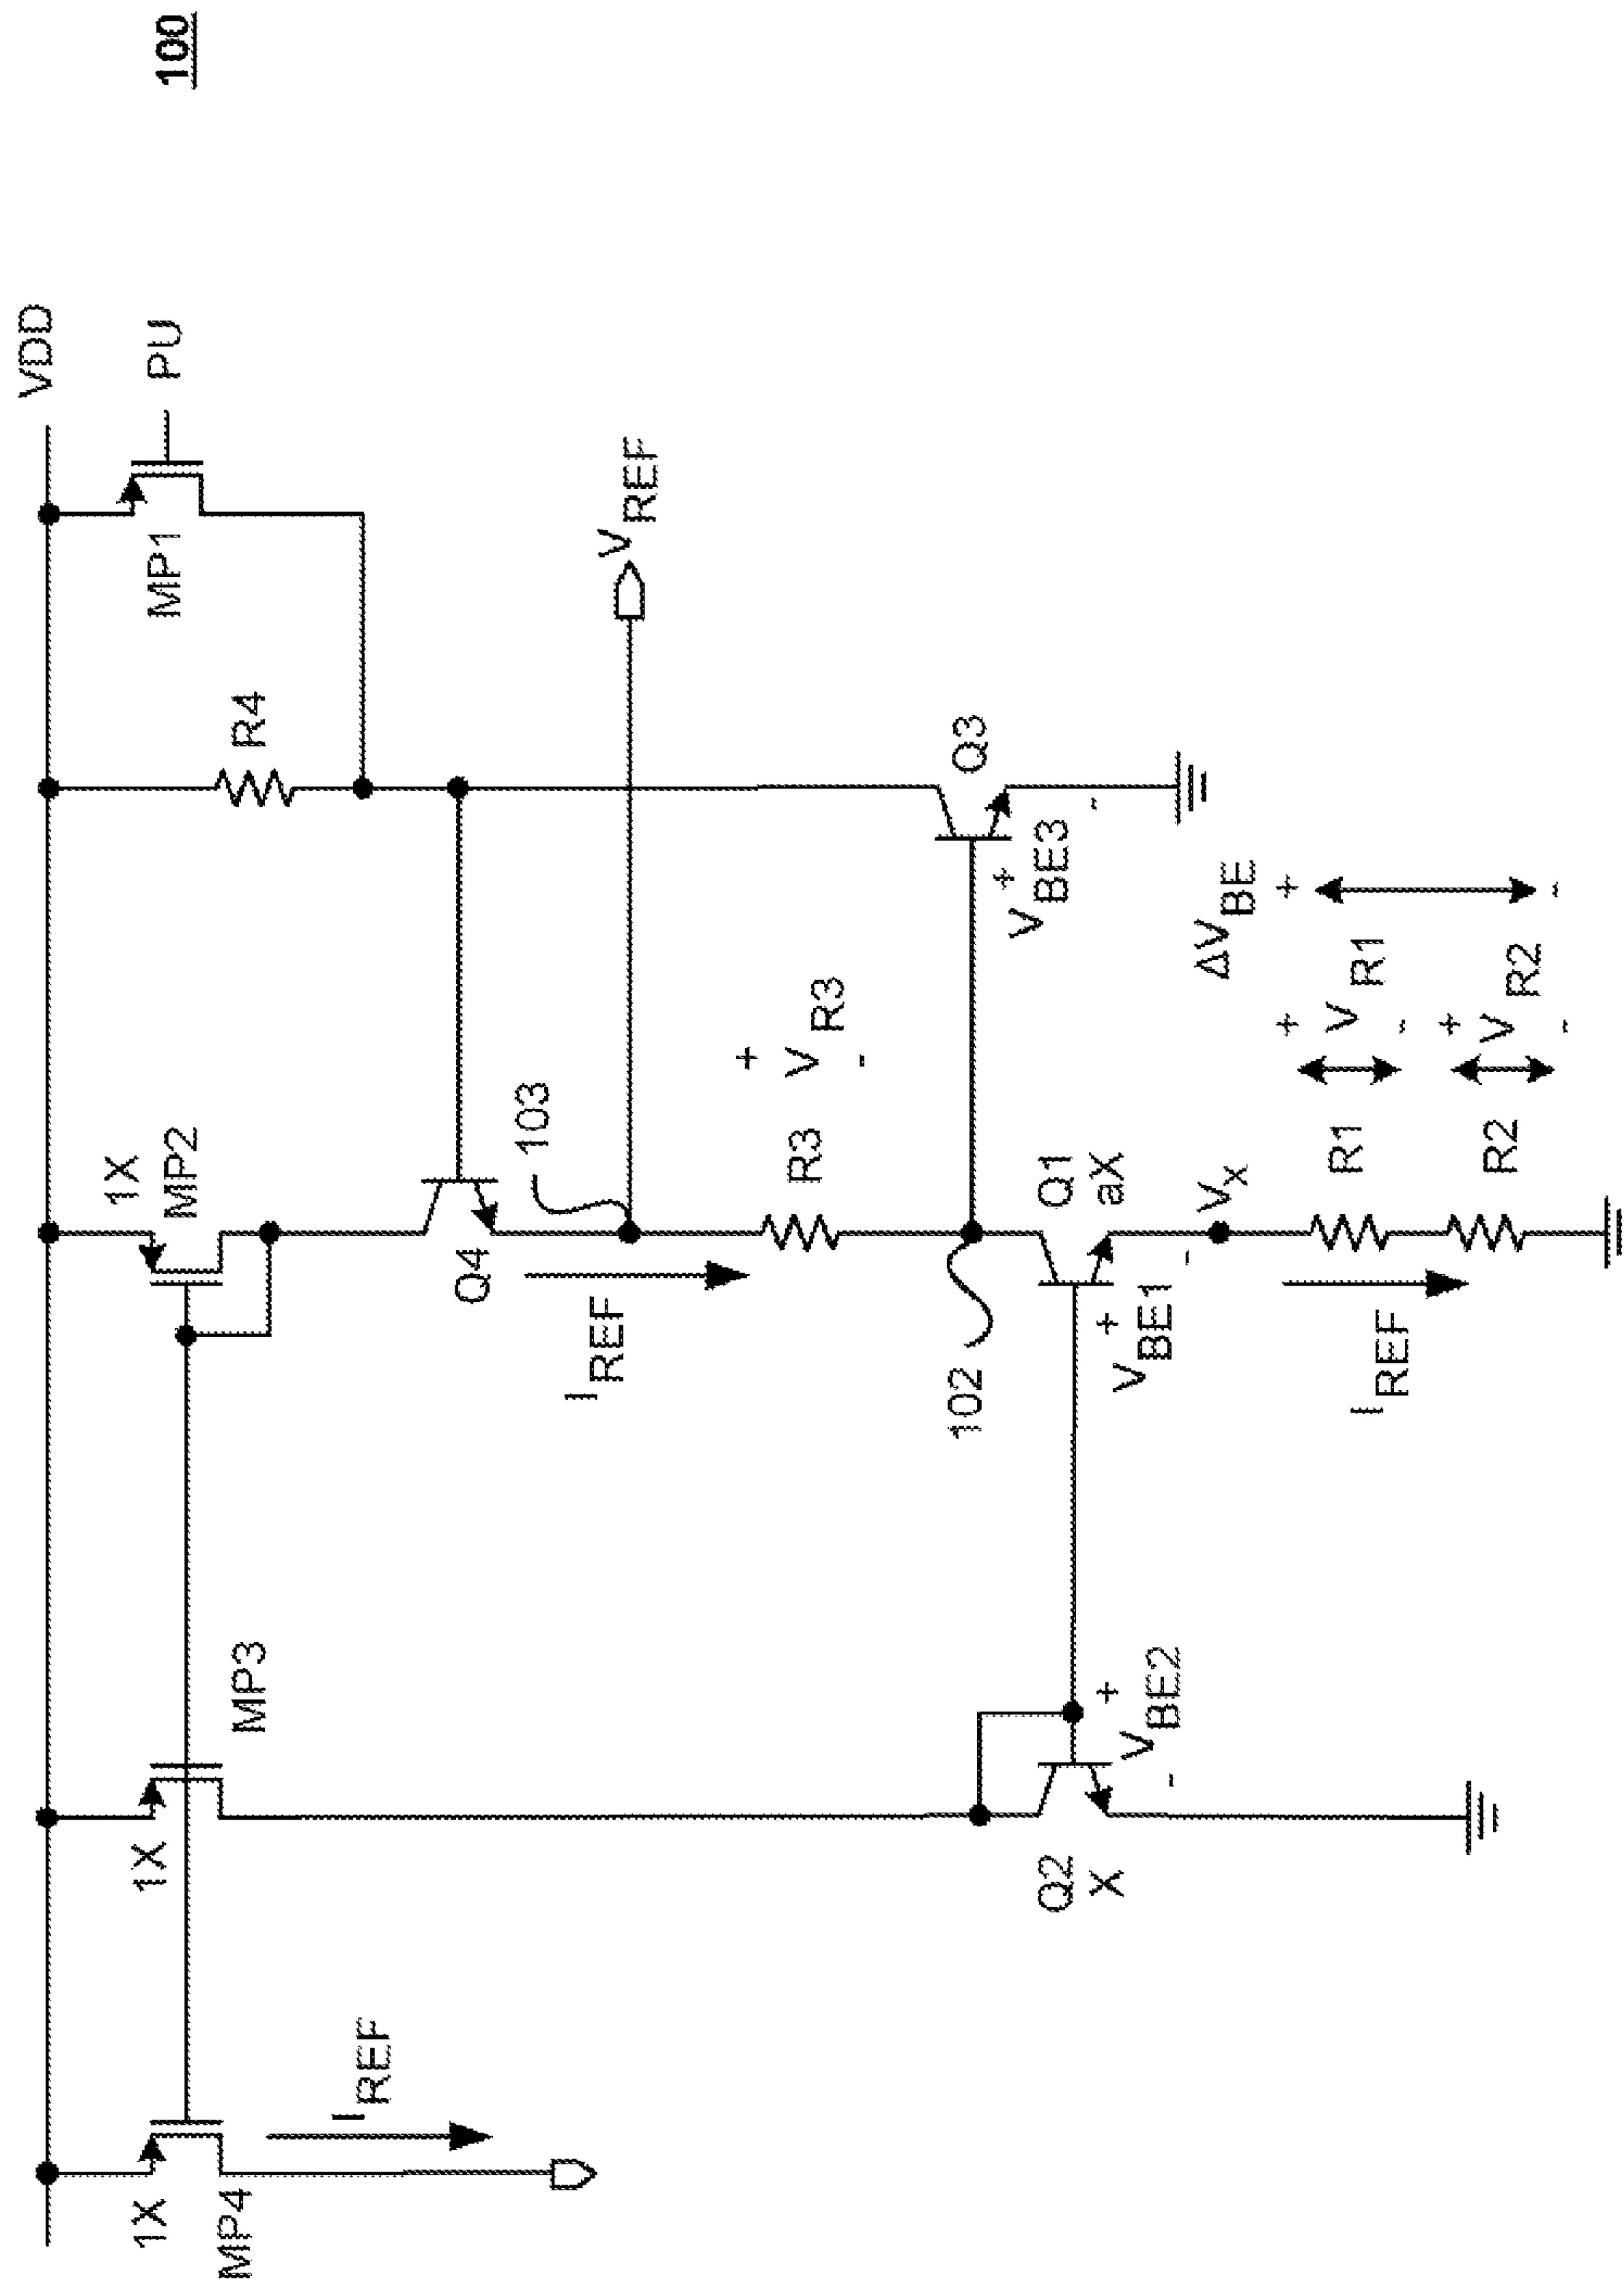 100
VDD
1X
MP4
1X
MP3
1X
MP2
R4
MP1
PU
IREF
Q4
IREF
103
VREF
R3
+
VR3
-
102
Q2
X
+
VBE2
-
Q1
aX
+
VBE1
-
Q3
+
VBE3
-
Vx
IREF
R1
R2
+
VR1
-
+
VR2
-
ΔVBE
+
-